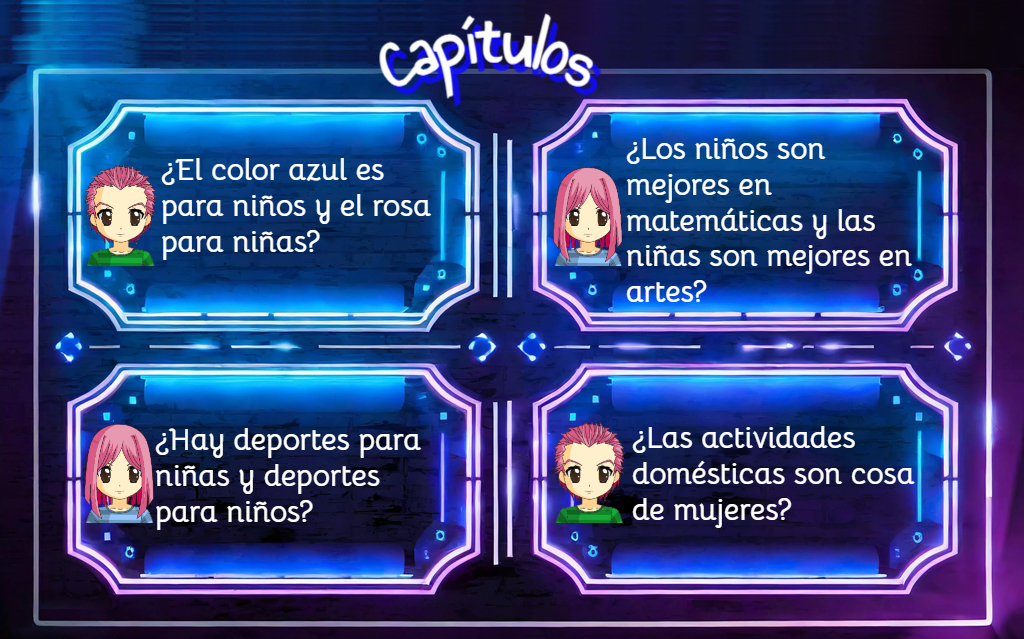 Capítulos
¿El color azul es
para niños y el rosa
para niñas?
¿Los niños son
mejores en
matemáticas y las
niñas son mejores en
artes?
¿Hay deportes para
niñas y deportes
para niños?
¿Las actividades
domésticas son cosa
de mujeres?